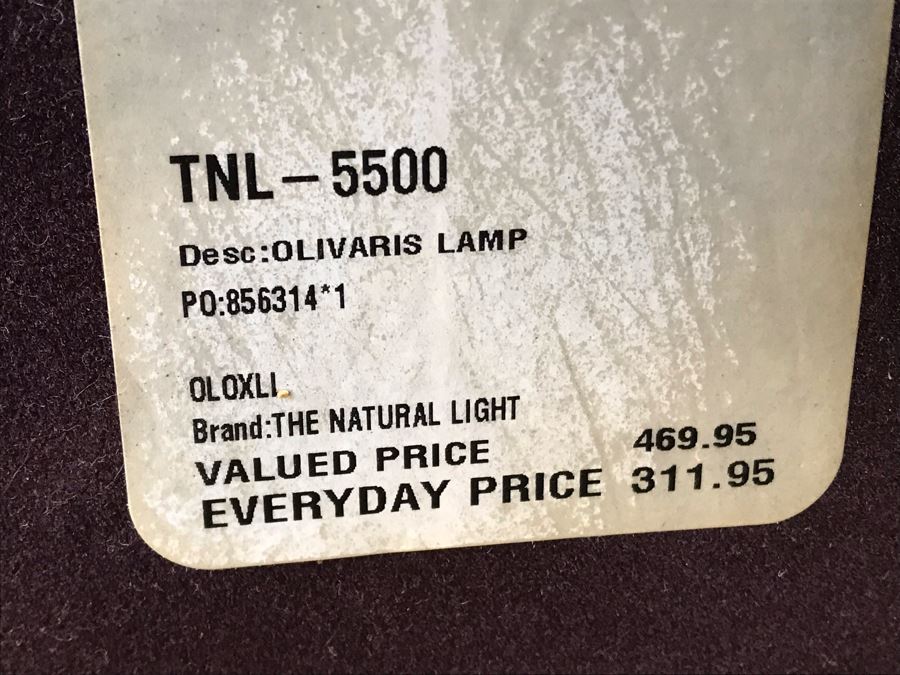 TNL-5500
Desc:OLIVARIS LAMP
PO:856314*1
OLOXLL
Brand:THE NATURAL LIGHT
VALUED PRICE 469.95
EVERYDAY PRICE 311.95